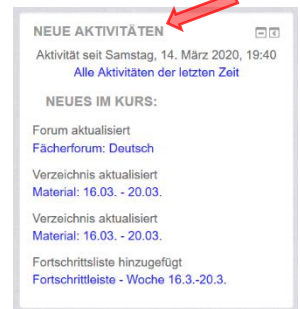 NEUE AKTIVITÄTEN
Aktivität seit Samstag, 14. März 2020, 19:40
Alle Aktivitäten der letzten Zeit
NEUES IM KURS:
Forum aktualisiert
Fächerforum: Deutsch
Verzeichnis aktualisiert
Material: 16.03. - 20.03.
Verzeichnis aktualisiert
Material: 16.03. - 20.03.
Fortschrittsliste hinzugefügt
Fortschrittleiste - Woche 16.3.-20.3.